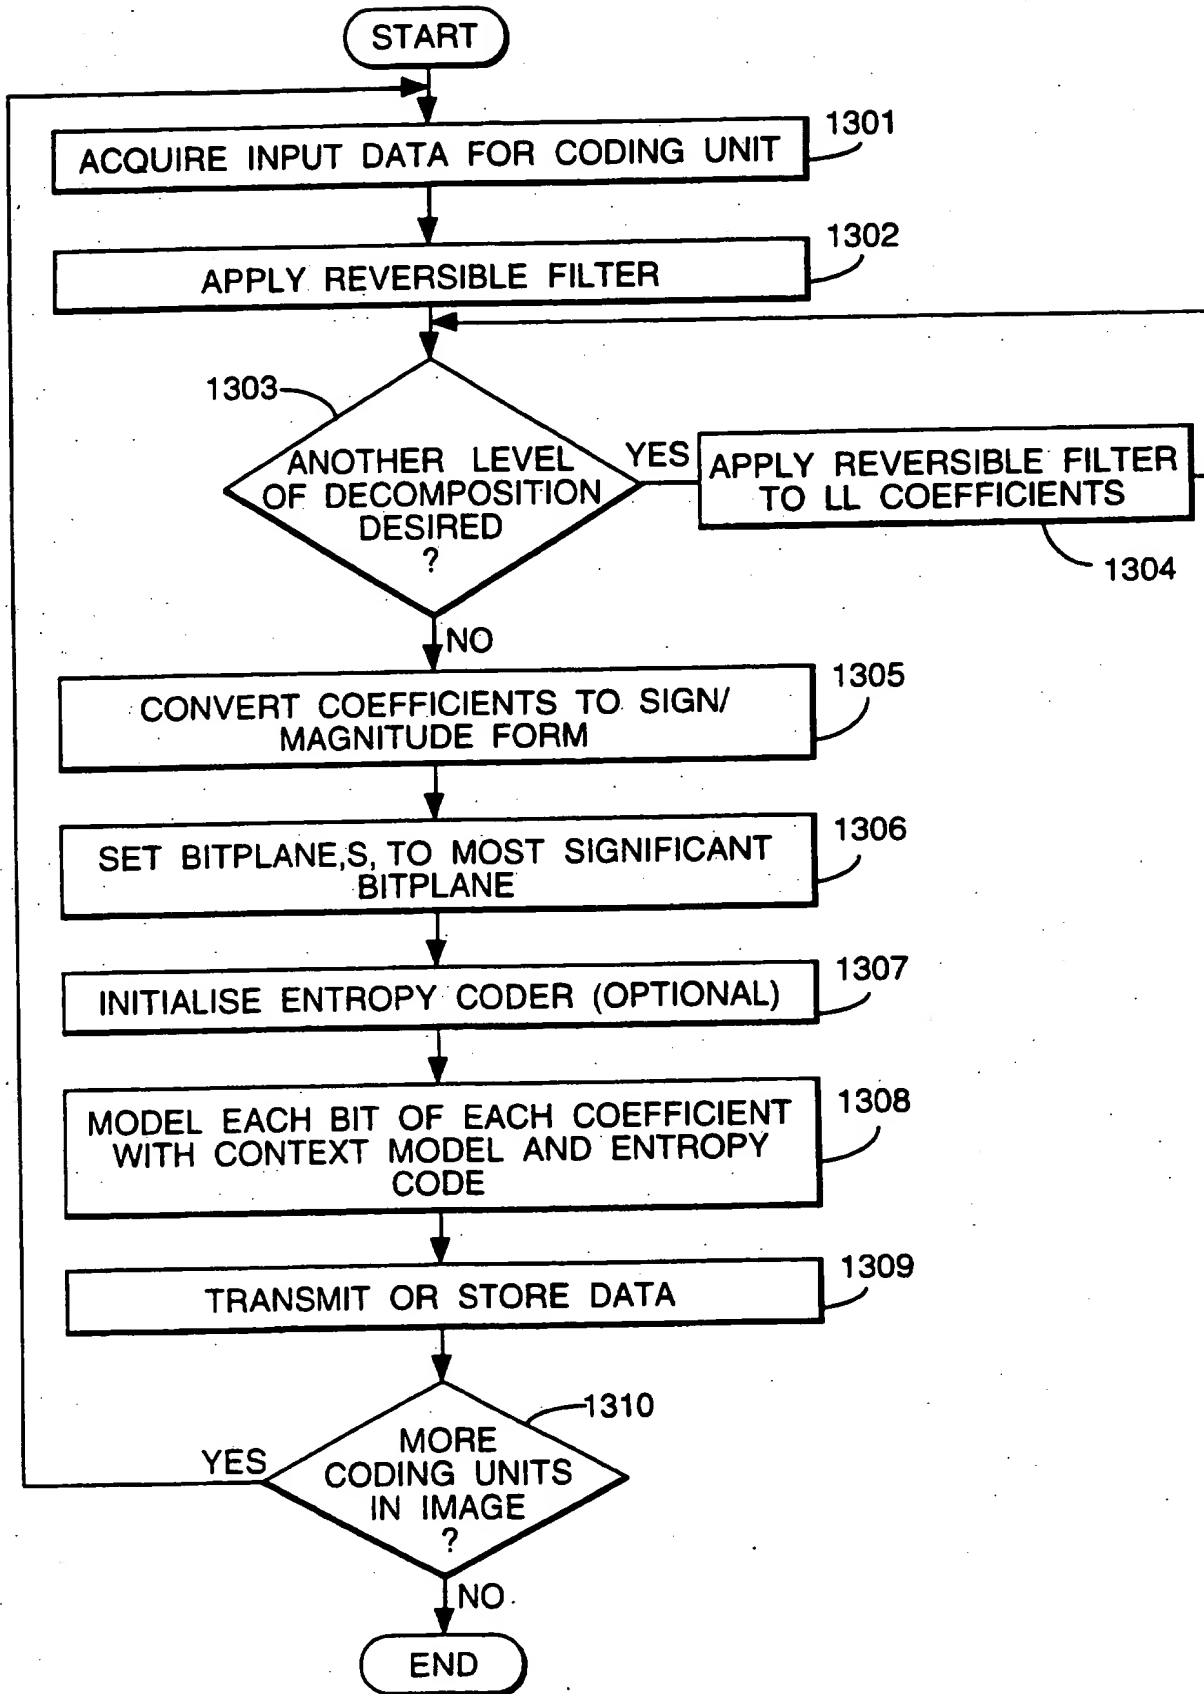 START
1301
ACQUIRE INPUT DATA FOR CODING UNIT
1302
APPLY REVERSIBLE FILTER
1303
ANOTHER LEVEL
OF DECOMPOSITION
DESIRED
?
YES
APPLY REVERSIBLE FILTER
TO LL COEFFICIENTS
1304
NO
1305
CONVERT COEFFICIENTS TO SIGN/
MAGNITUDE FORM
1306
SET BITPLANE,S, TO MOST SIGNIFICANT
BITPLANE
1307
INITIALISE ENTROPY CODER (OPTIONAL)
1308
MODEL EACH BIT OF EACH COEFFICIENT
WITH CONTEXT MODEL AND ENTROPY
CODE
1309
TRANSMIT OR STORE DATA
1310
YES
MORE
CODING UNITS
IN IMAGE
?
NO
END